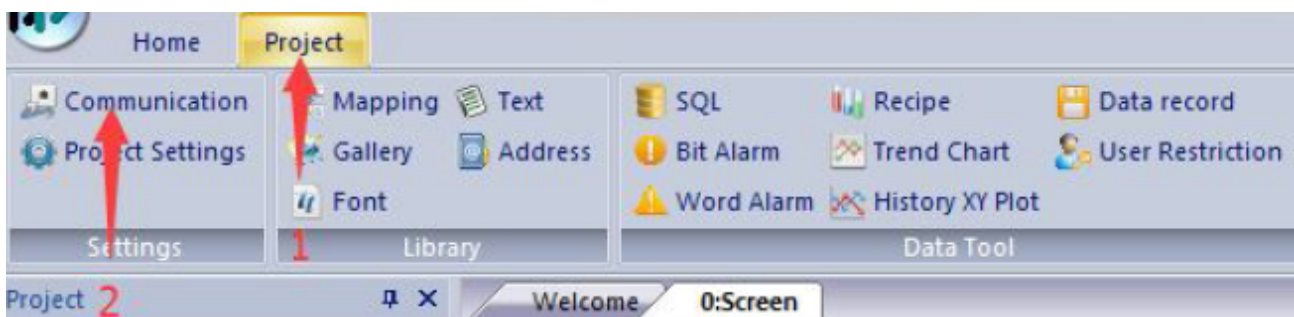 Home Project
Communication Mapping Text SQL Recipe Data record
Project Settings Gallery Address Bit Alarm Trend Chart User Restriction
Font Word Alarm History XY Plot
Settings 1 Library Data Tool
Project 2 Welcome 0:Screen